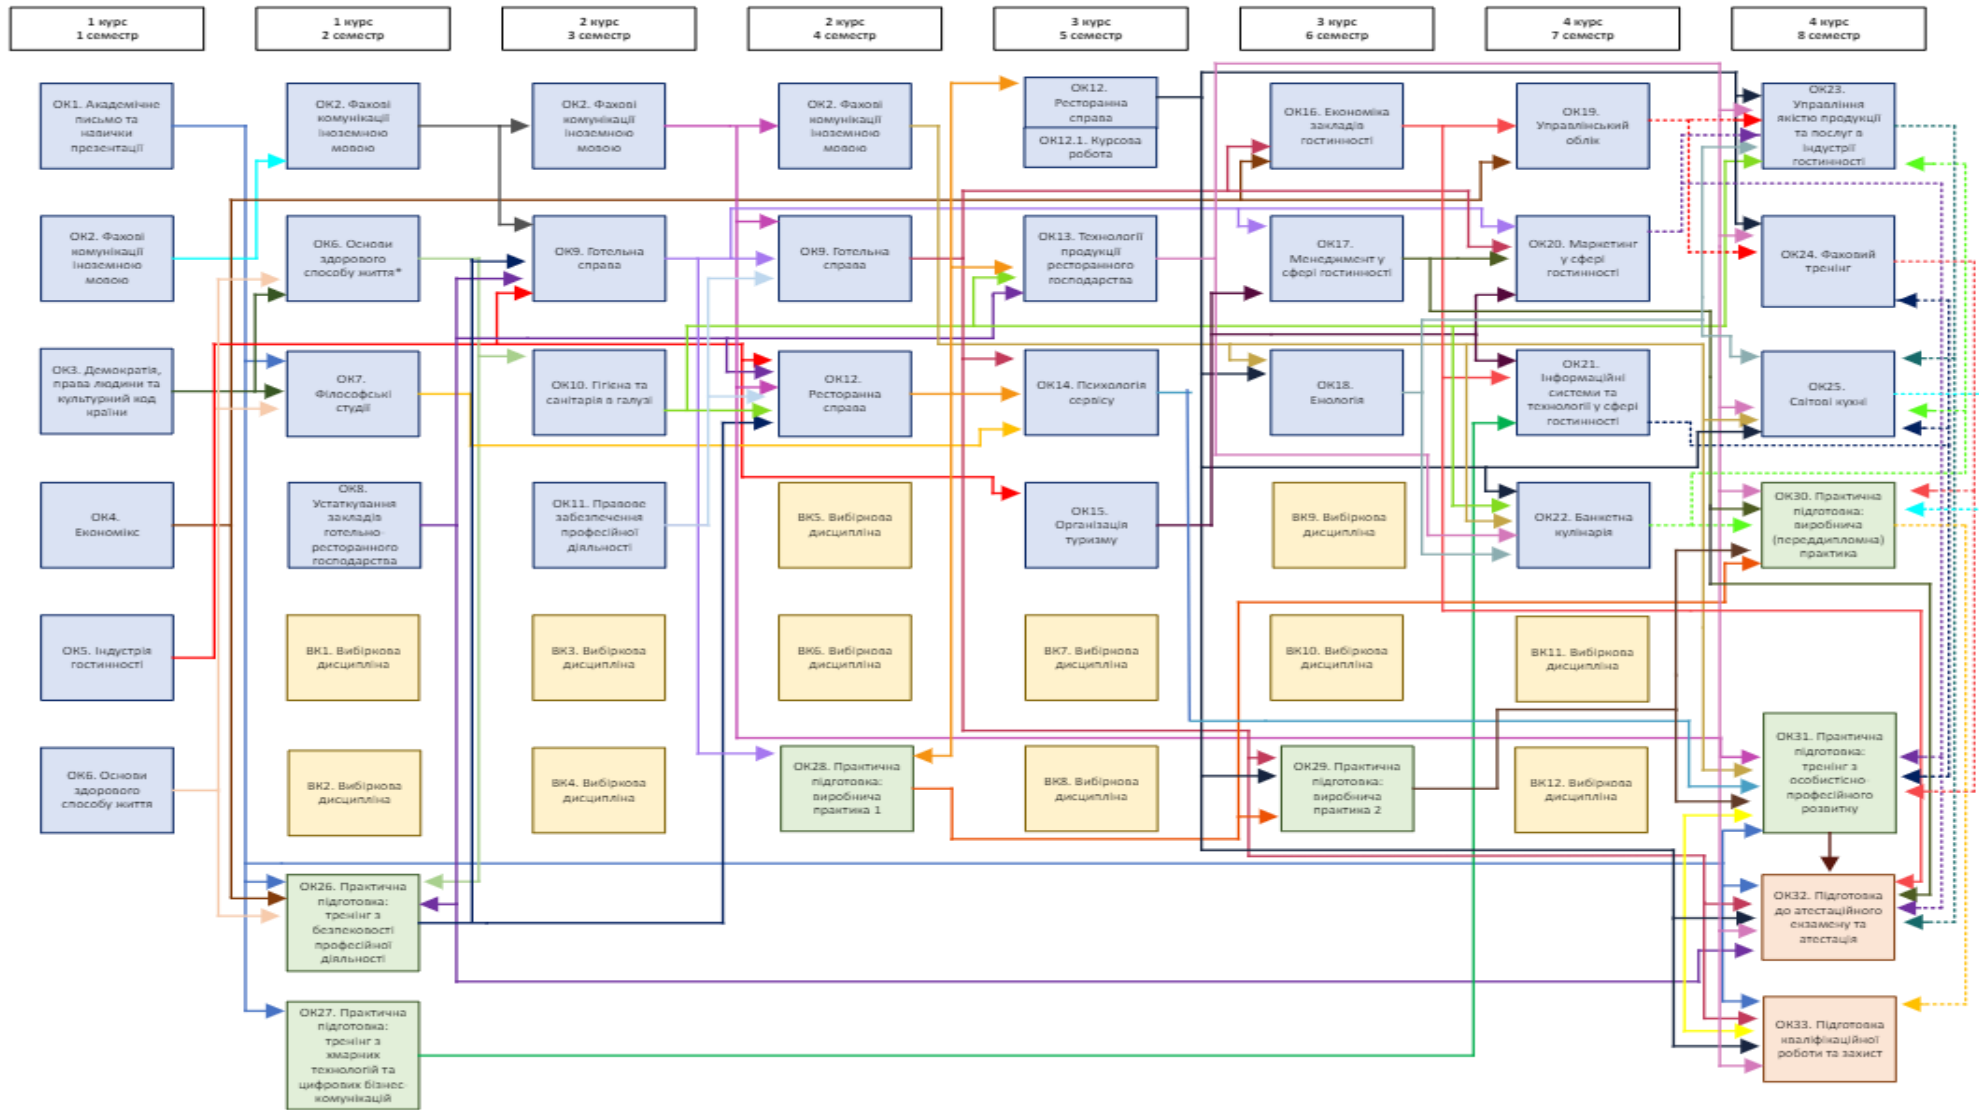 1 курс
1 семестр
1 курс
2 семестр
2 курс
3 семестр
2 курс
4 семестр
3 курс
5 семестр
3 курс
6 семестр
4 курс
7 семестр
4 курс
8 семестр
ОК1. Академічне
письмо та
навички
презентації
ОК2. Фахові
комунікації
іноземною
мовою
ОК3. Демократія,
права людини та
культурний код
країни
ОК4.
Економікс
ОК5. Індустрія
гостинності
ОК6. Основи
здорового
способу життя
ОК2. Фахові
комунікації
іноземною
мовою
ОК6. Основи
здорового
способу життя*
ОК7.
Філософські
студії
ОК8.
Устаткування
закладів
готельно-
ресторанного
господарства
ВК1. Вибіркова
дисципліна
ВК2. Вибіркова
дисципліна
ОК26. Практична
підготовка:
тренінг з
безпековості
професійної
діяльності
ОК27. Практична
підготовка:
тренінг з
хмарних
технологій та
цифрових бізнес-
комунікацій
ОК2. Фахові
комунікації
іноземною
мовою
ОК9. Готельна
справа
ОК10. Гігієна та
санітарія в галузі
ОК11. Правове
забезпечення
професійної
діяльності
ВК3. Вибіркова
дисципліна
ВК4. Вибіркова
дисципліна
ОК2. Фахові
комунікації
іноземною
мовою
ОК9. Готельна
справа
ОК12.
Ресторанна
справа
ВК5. Вибіркова
дисципліна
ВК6. Вибіркова
дисципліна
ОК28. Практична
підготовка:
виробнича
практика 1
ОК12.
Ресторанна
справа
ОК12.1. Курсова
робота
ОК13. Технології
продукції
ресторанного
господарства
ОК14. Психологія
сервісу
ОК15.
Організація
туризму
ВК7. Вибіркова
дисципліна
ВК8. Вибіркова
дисципліна
ОК16. Економіка
закладів
гостинності
ОК17.
Менеджмент у
сфері гостинності
ОК18.
Енологія
ВК9. Вибіркова
дисципліна
ВК10. Вибіркова
дисципліна
ОК29. Практична
підготовка:
виробнича
практика 2
ОК19.
Управлінський
облік
ОК20. Маркетинг
у сфері
гостинності
ОК21.
Інформаційні
системи та
технології у сфері
гостинності
ОК22. Банкетна
кулінарія
ВК11. Вибіркова
дисципліна
ВК12. Вибіркова
дисципліна
ОК23.
Управління
якістю продукції
та послуг в
індустрії
гостинності
ОК24. Фаховий
тренінг
ОК25.
Світові кухні
ОК30. Практична
підготовка:
виробнича
(переддипломна)
практика
ОК31. Практична
підготовка:
тренінг з
особистісно-
професійного
розвитку
ОК32. Підготовка
до атестаційного
екзамену та
атестація
ОК33. Підготовка
кваліфікаційної
роботи та захист